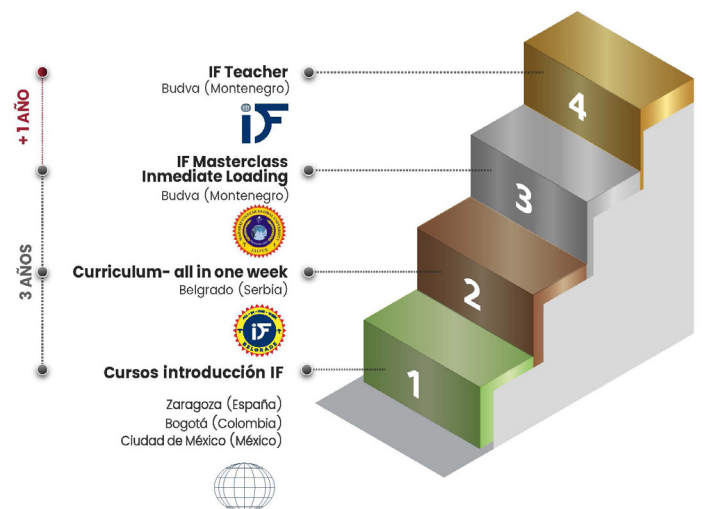 IF Teacher
Budva (Montenegro)
IF
IF Masterclass
Inmediate Loading
Budva (Montenegro)
Curriculum- all in one week
Belgrado (Serbia)
IF
BELGRADE
Cursos introducción IF
Zaragoza (España)
Bogotá (Colombia)
Ciudad de México (México)
+1 AÑO
3 AÑOS
4
3
2
1